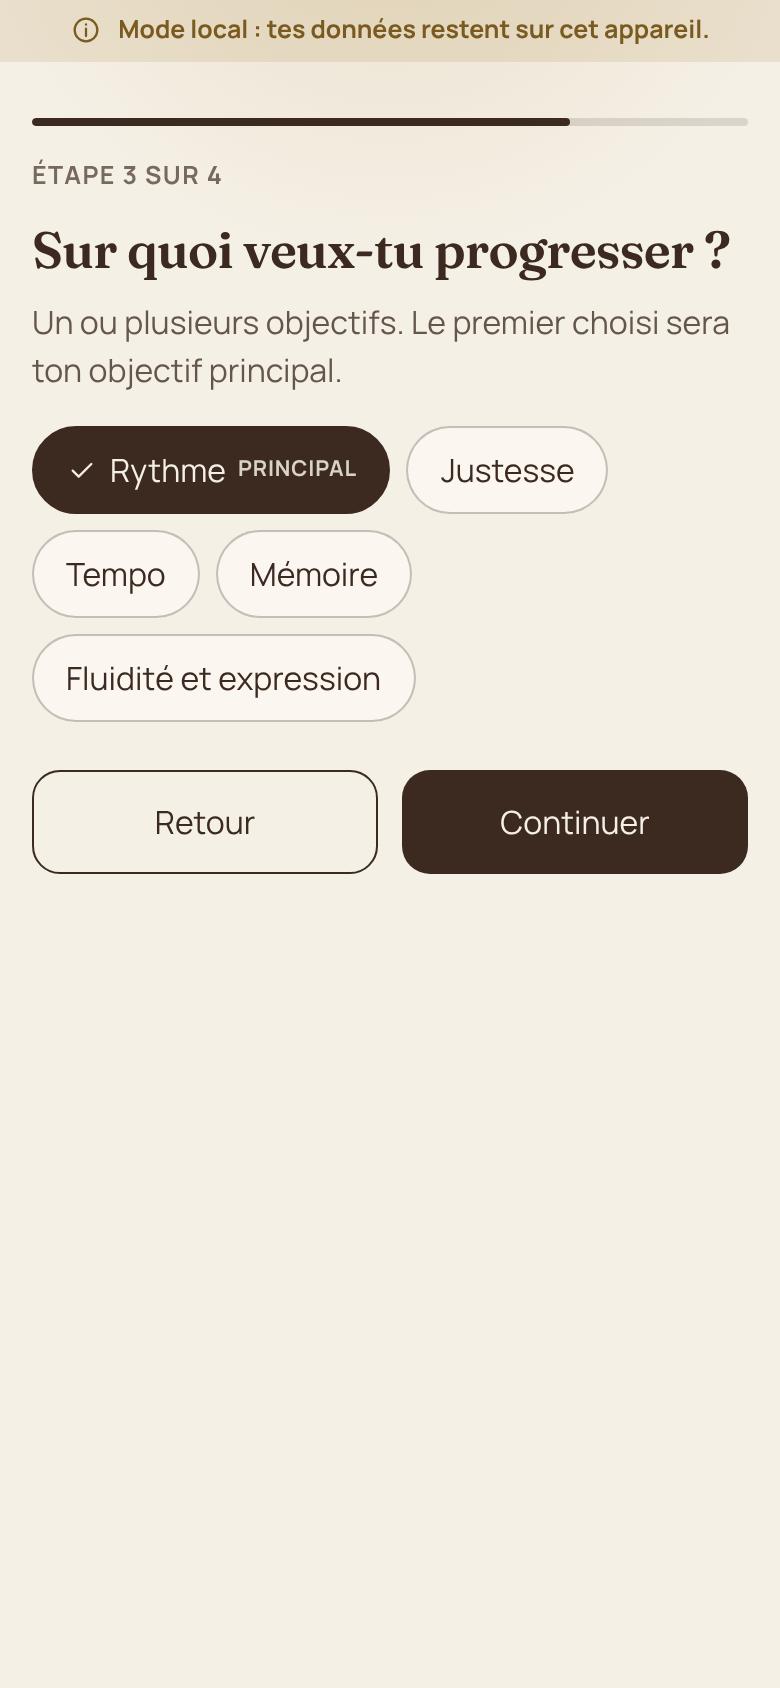 Mode local : tes données restent sur cet appareil.
ÉTAPE 3 SUR 4
Sur quoi veux-tu progresser ?
Un ou plusieurs objectifs. Le premier choisi sera
ton objectif principal.
Rythme PRINCIPAL
Justesse
Tempo
Mémoire
Fluidité et expression
Retour
Continuer